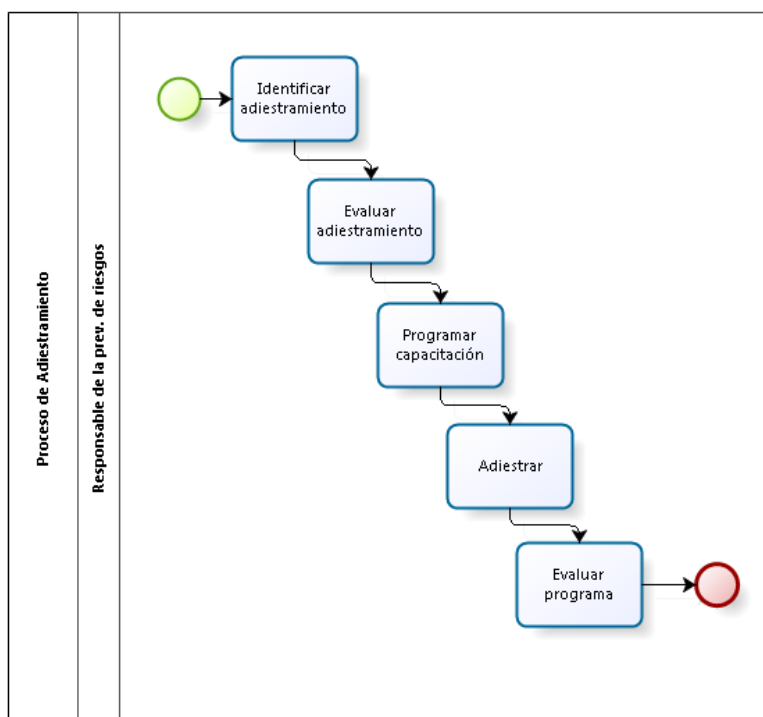 Proceso de Adiestramiento
Responsable de la prev. de riesgos
Identificar
adiestramiento
Evaluar
adiestramiento
Programar
capacitación
Adiestrar
Evaluar
programa